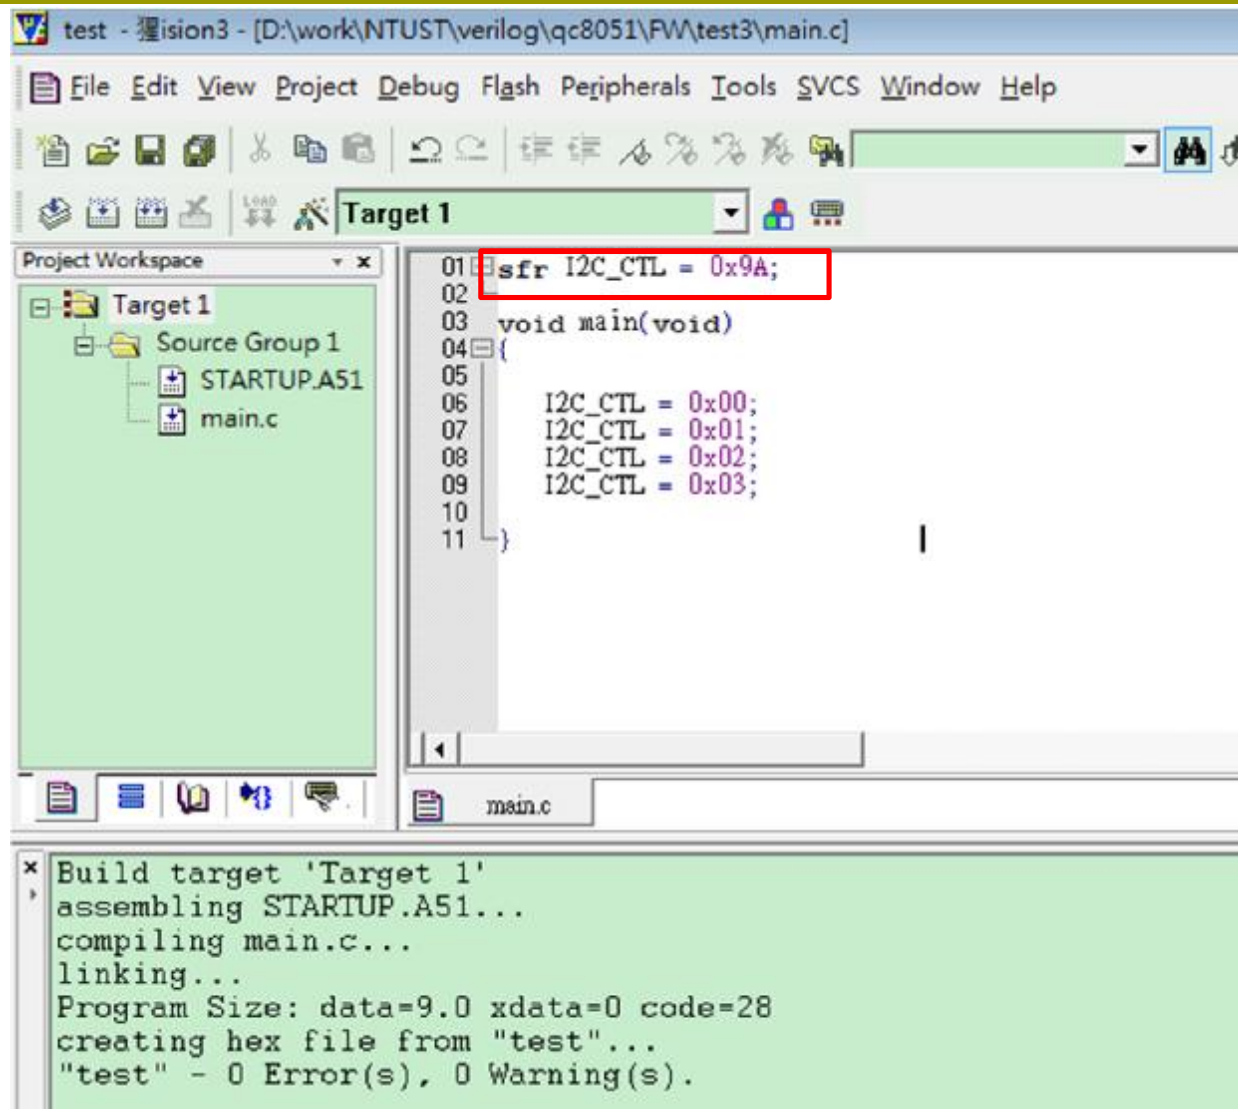 test - 獧ision3 - [D:\work\NTUST\verilog\qc8051\FW\test3\main.c]
File Edit View Project Debug Flash Peripherals Tools SVCS Window Help
LOAD
Target 1
Project Workspace
Target 1
Source Group 1
STARTUP.A51
main.c
01 sfr I2C_CTL = 0x9A;
02
03 void main(void)
04 {
05
06 I2C_CTL = 0x00;
07 I2C_CTL = 0x01;
08 I2C_CTL = 0x02;
09 I2C_CTL = 0x03;
10
11 }
main.c
Build target 'Target 1'
assembling STARTUP.A51...
compiling main.c...
linking...
Program Size: data=9.0 xdata=0 code=28
creating hex file from "test"...
"test" - 0 Error(s), 0 Warning(s).